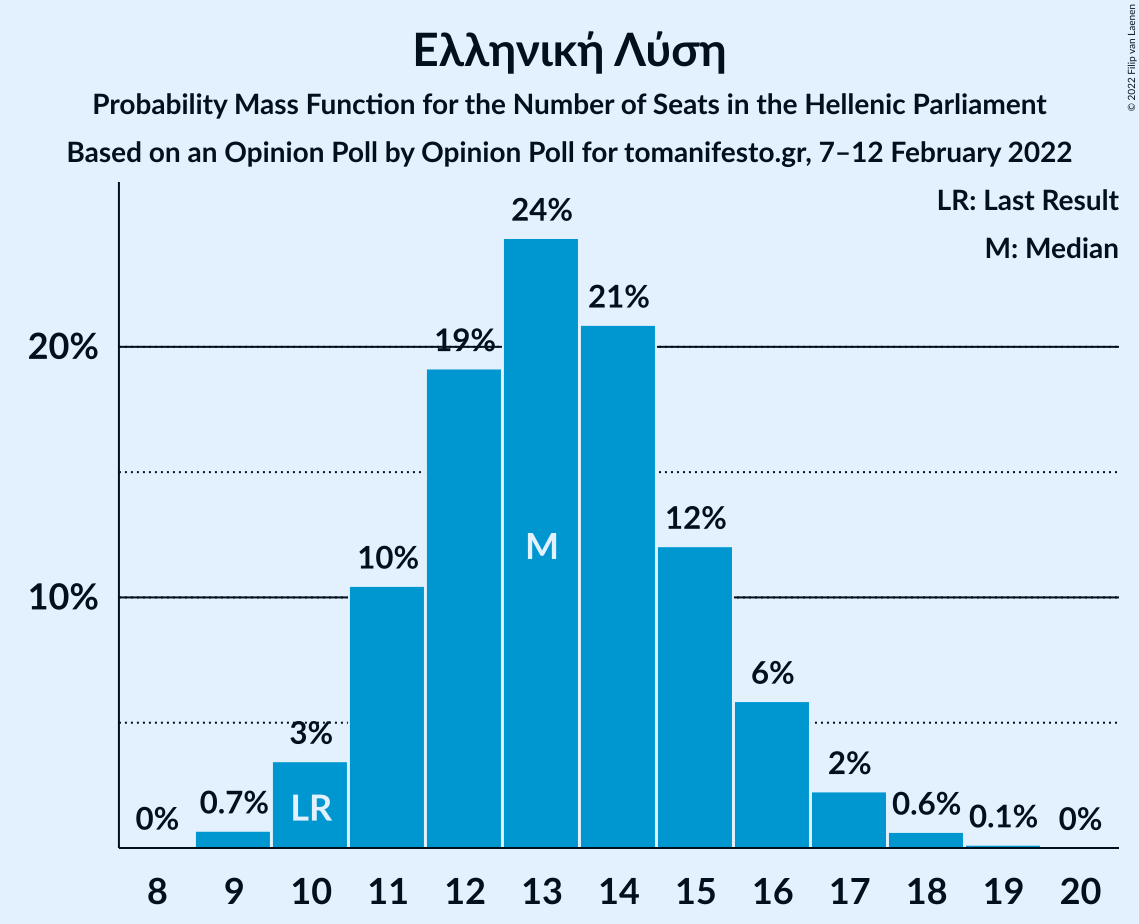 Ελληνική Λύση
Probability Mass Function for the Number of Seats in the Hellenic Parliament
Based on an Opinion Poll by Opinion Poll for tomanifesto.gr, 7–12 February 2022
© 2022 Filip van Laenen
LR: Last Result
M: Median
20%
10%
0%
0.7%
3%
10%
19%
24%
21%
12%
6%
2%
0.6%
0.1%
0%
LR
M
8 9 10 11 12 13 14 15 16 17 18 19 20